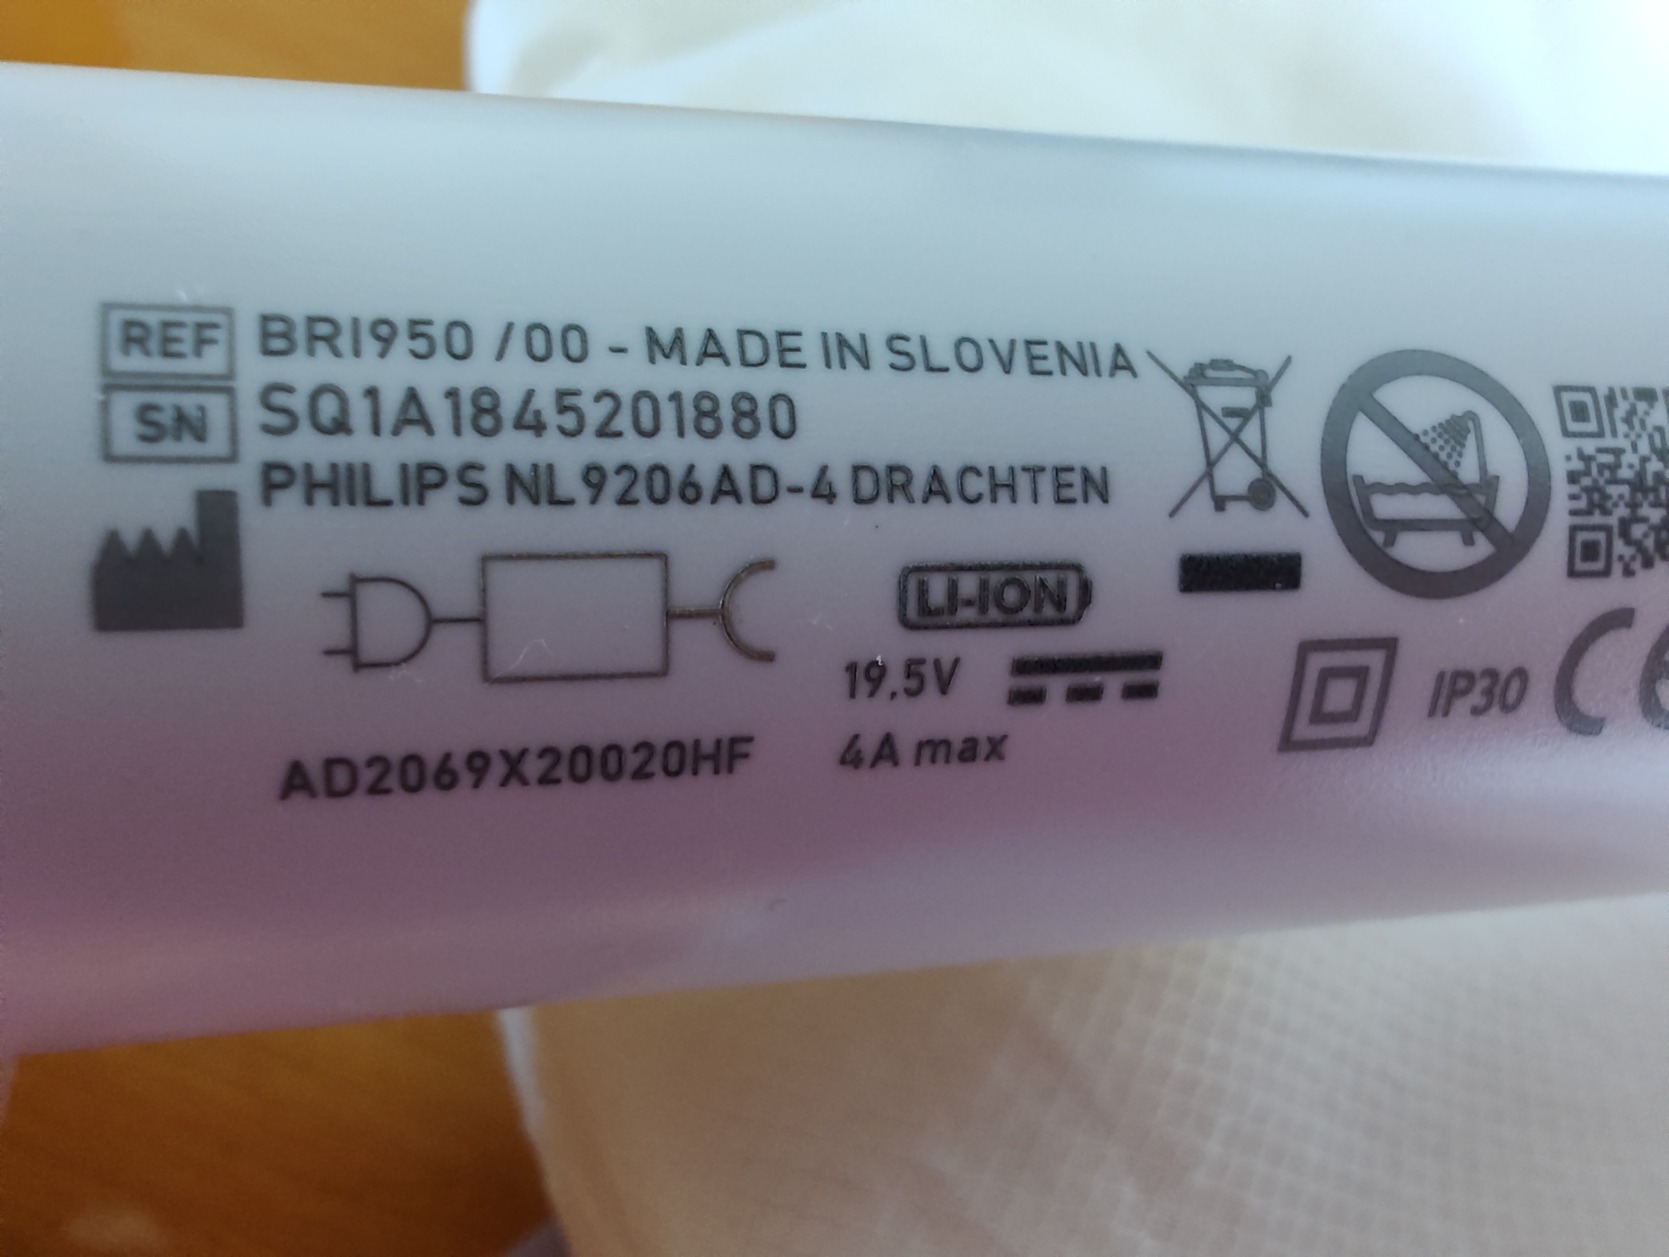 REF BRI950 /00 - MADE IN SLOVENIA
SN SQ1A1845201880
PHILIPS NL9206AD-4 DRACHTEN
LI-ION
19,5V
4A max
AD2069X20020HF
IP30
CE